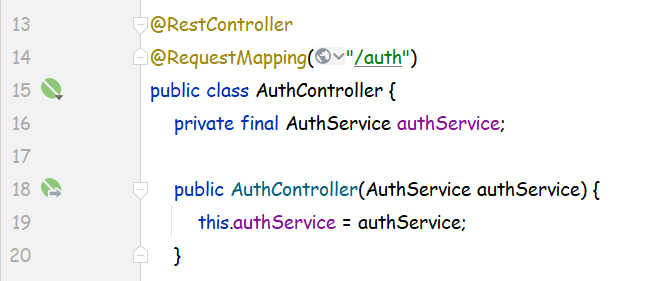 13 @RestController
14 @RequestMapping("/auth")
15 public class AuthController {
16 private final AuthService authService;
17
18 public AuthController(AuthService authService) {
19 this.authService = authService;
20 }